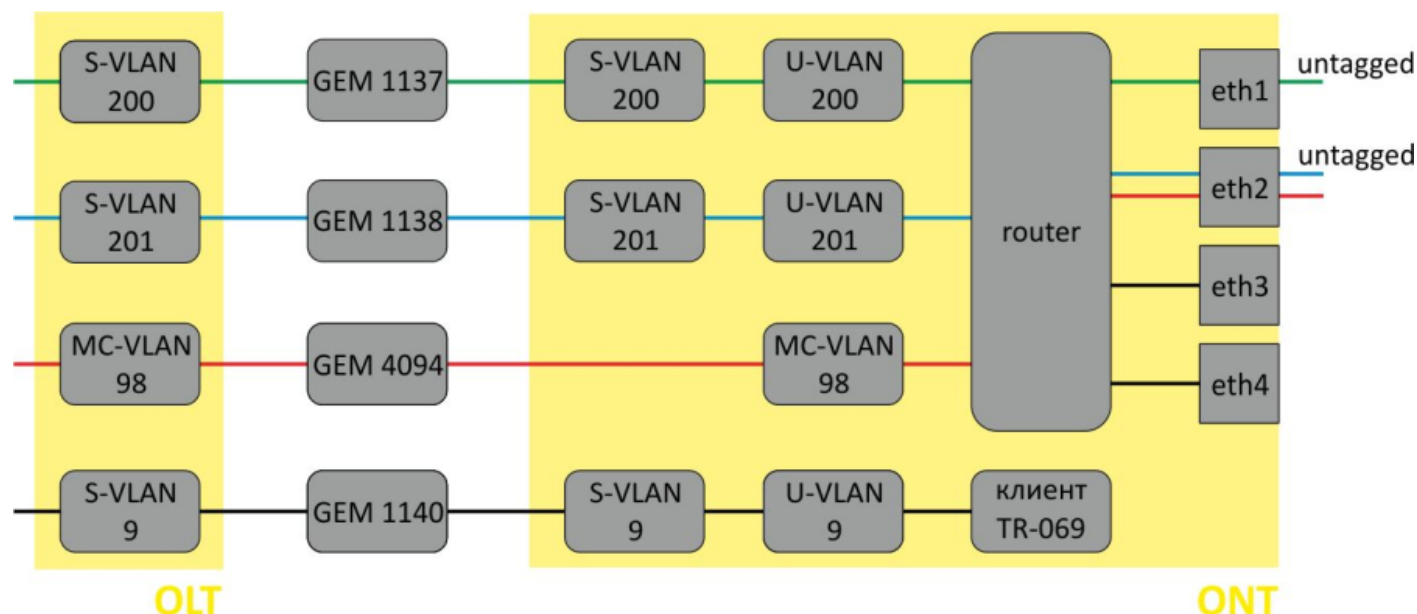 S-VLAN
200
GEM 1137
S-VLAN
200
U-VLAN
200
eth1
untagged
S-VLAN
201
GEM 1138
S-VLAN
201
U-VLAN
201
router
eth2
untagged
eth3
MC-VLAN
98
GEM 4094
MC-VLAN
98
eth4
S-VLAN
9
GEM 1140
S-VLAN
9
U-VLAN
9
клиент
TR-069
OLT
ONT